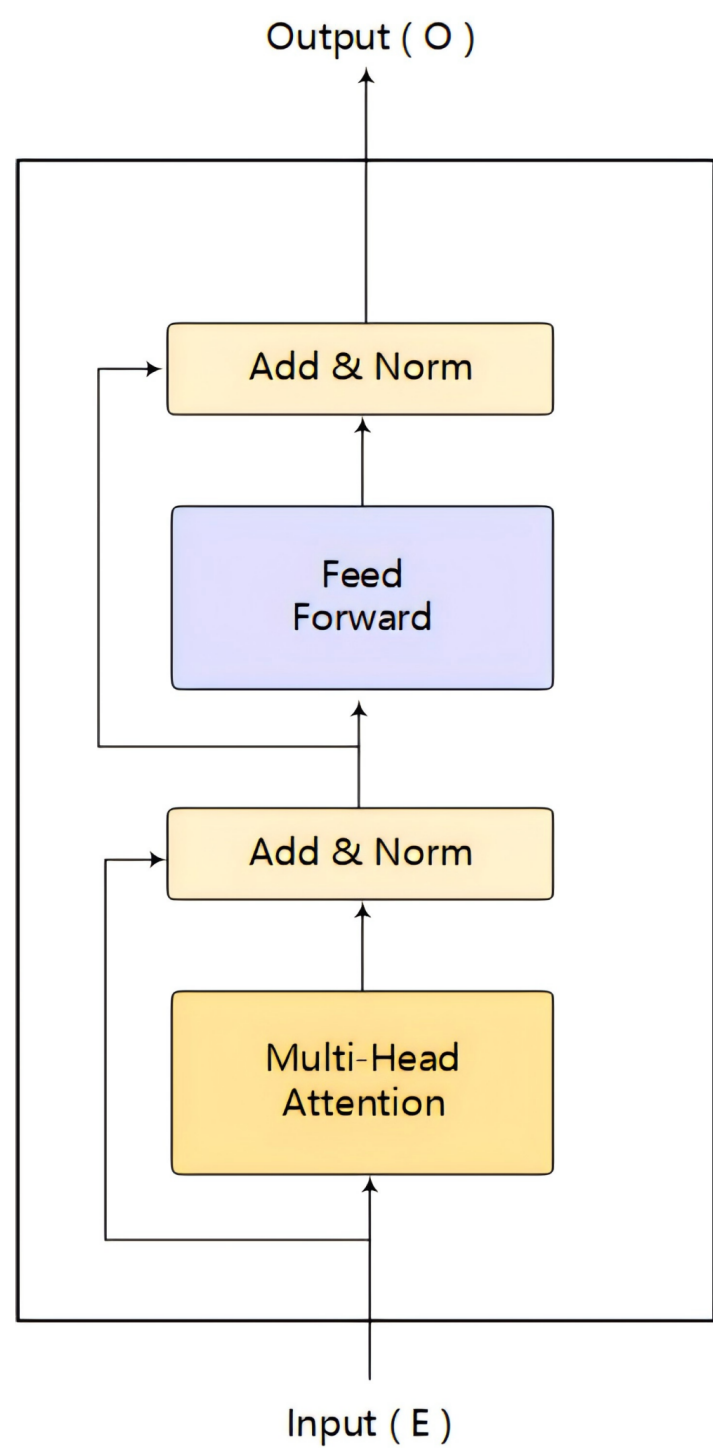 Output ( O )
Add & Norm
Feed
Forward
Add & Norm
Multi-Head
Attention
Input ( E )